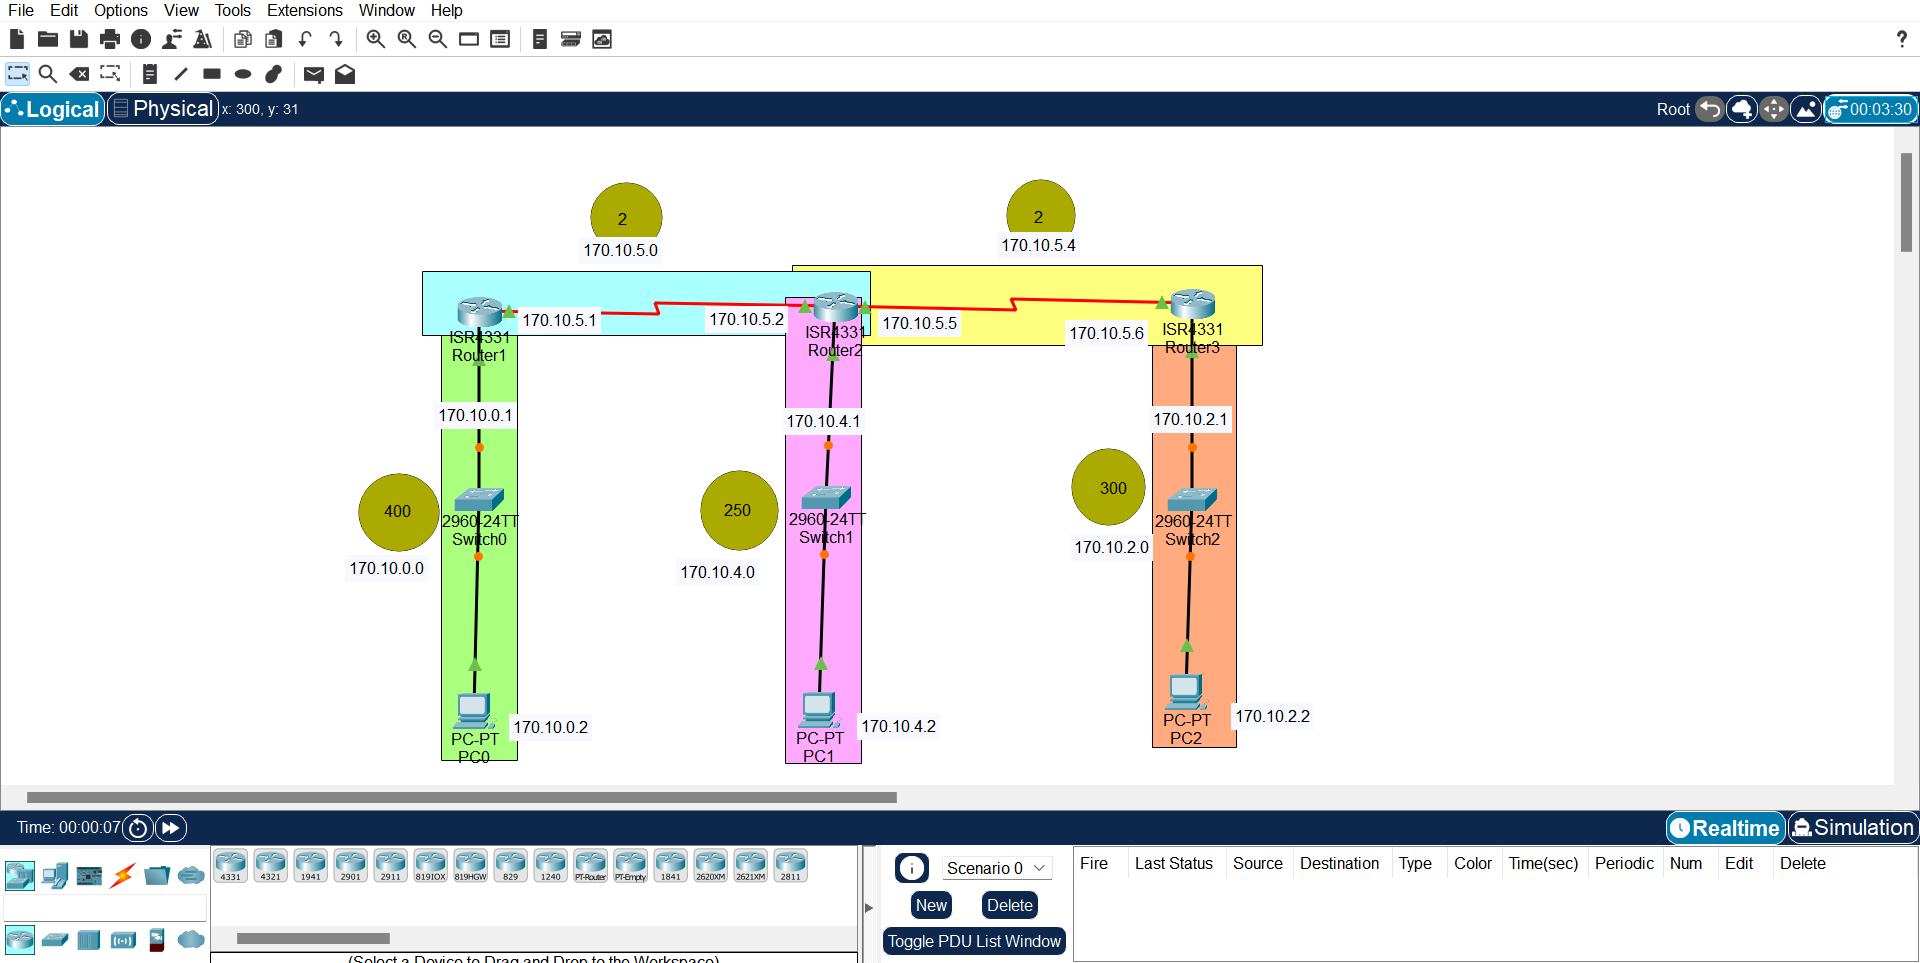 File Edit Options View Tools Extensions Window Help
?
Logical Physical x: 300, y: 31 Root 00:03:30
2 2
170.10.5.0 170.10.5.4
170.10.5.1 170.10.5.2 170.10.5.5 170.10.5.6
ISR4331 ISR4331 ISR4331
Router1 Router2 Router3
170.10.0.1 170.10.4.1 170.10.2.1
400 250 300
2960-24TT 2960-24TT 2960-24TT
Switch0 Switch1 Switch2
170.10.0.0 170.10.4.0 170.10.2.0
170.10.0.2 170.10.4.2 170.10.2.2
PC-PT PC-PT PC-PT
PC0 PC1 PC2
Time: 00:00:07 Realtime Simulation
4331 4321 1941 2901 2911 819IOX 819HGW 829 1240 PT-Router PT-Empty 1841 2620XM 2621XM 2811
(Select a Device to Drag and Drop to the Workspace)
Scenario 0
New Delete
Toggle PDU List Window
Fire Last Status Source Destination Type Color Time(sec) Periodic Num Edit Delete